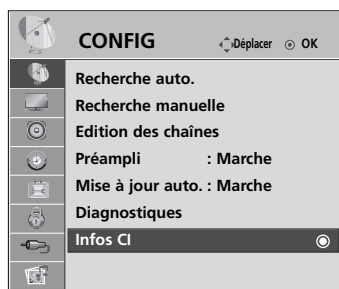 CONFIG Déplacer OK
Recherche auto.
Recherche manuelle
Edition des chaînes
Préampli : Marche
Mise à jour auto. : Marche
Diagnostiques
Infos CI